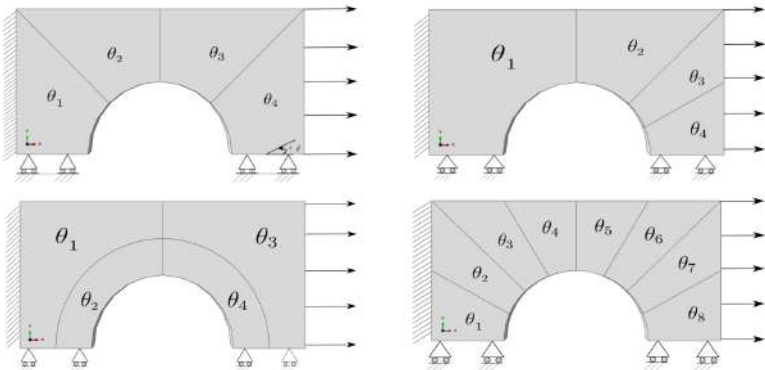 θ₂ θ₃
θ₁ θ₄
θ₁ θ₂
θ₃
θ₄
θ₁ θ₃
θ₂ θ₄
θ₃ θ₄ θ₅ θ₆
θ₂ θ₇
θ₁ θ₈